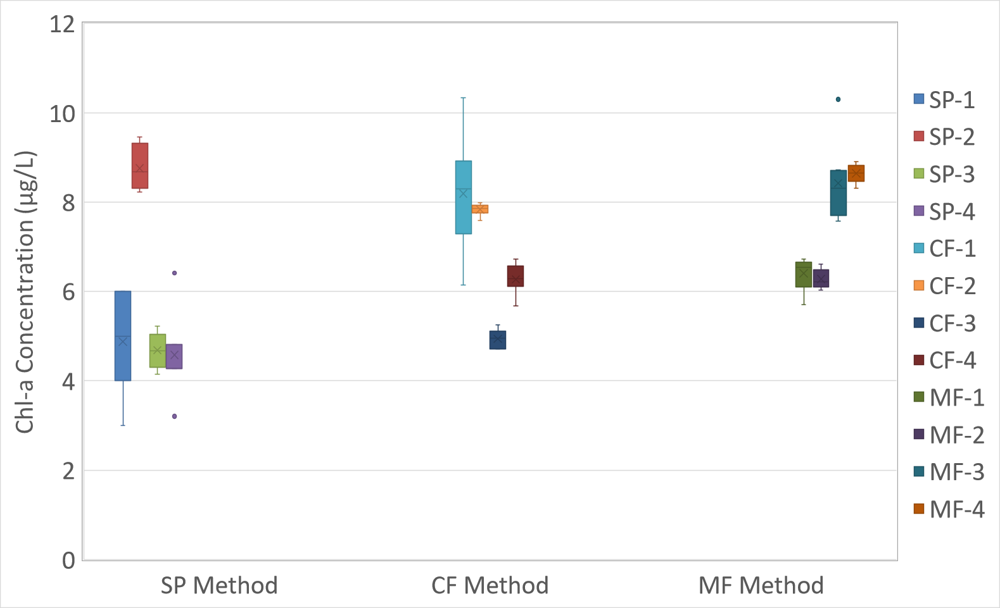 12
10
8
6
4
2
0
Chl-a Concentration (µg/L)
SP Method
CF Method
MF Method
SP-1
SP-2
SP-3
SP-4
CF-1
CF-2
CF-3
CF-4
MF-1
MF-2
MF-3
MF-4